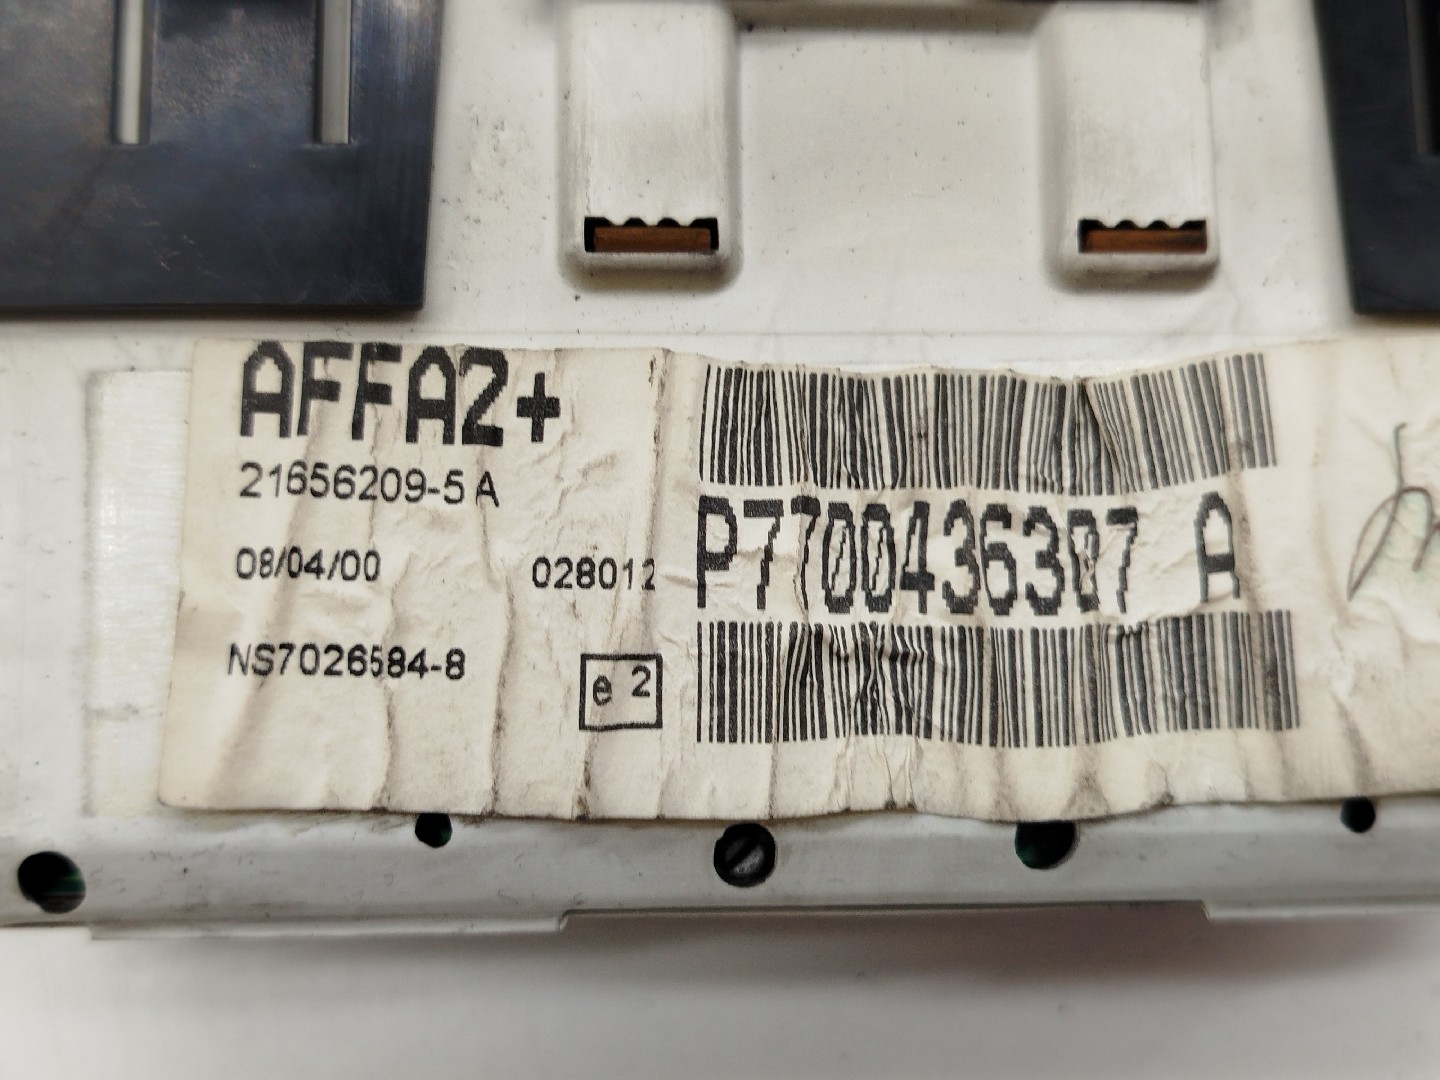 AFFA2+
21656209-5 A
08/04/00 028012
NS7026584-8
e 2
P7700436307 A